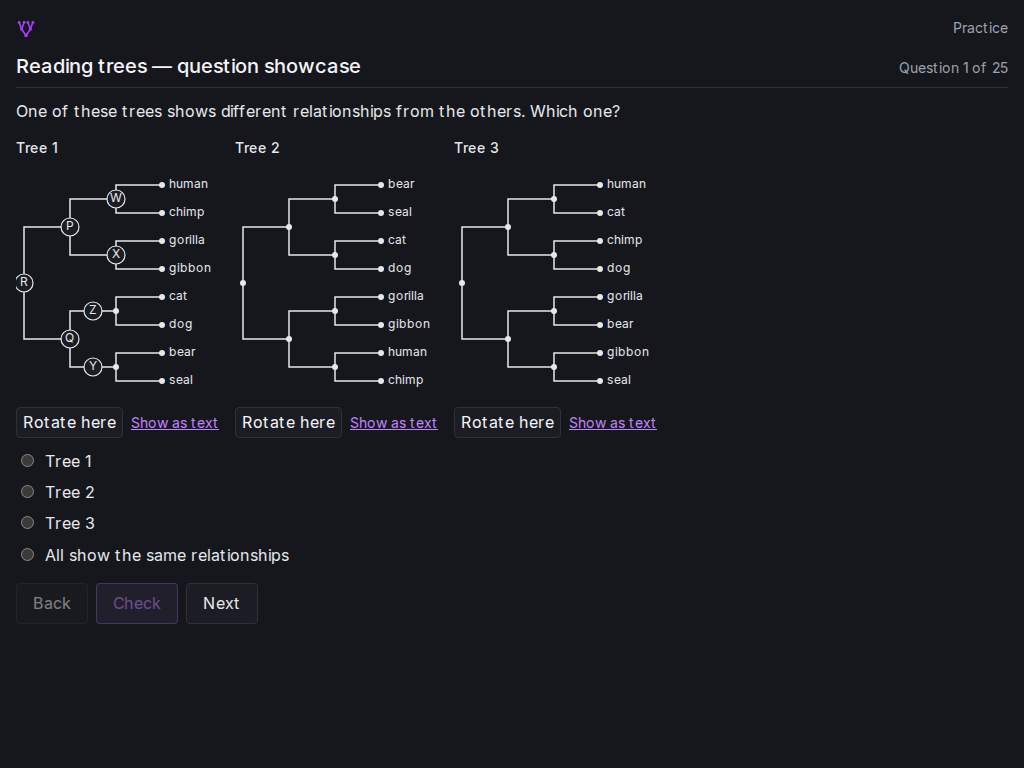 Practice
Reading trees — question showcase
Question 1 of 25
One of these trees shows different relationships from the others. Which one?
Tree 1
Tree 2
Tree 3
human
chimp
gorilla
gibbon
cat
dog
bear
seal
W
P
X
R
Z
Q
Y
bear
seal
cat
dog
gorilla
gibbon
human
chimp
human
cat
chimp
dog
gorilla
bear
gibbon
seal
Rotate here Show as text
Rotate here Show as text
Rotate here Show as text
Tree 1
Tree 2
Tree 3
All show the same relationships
Back Check Next